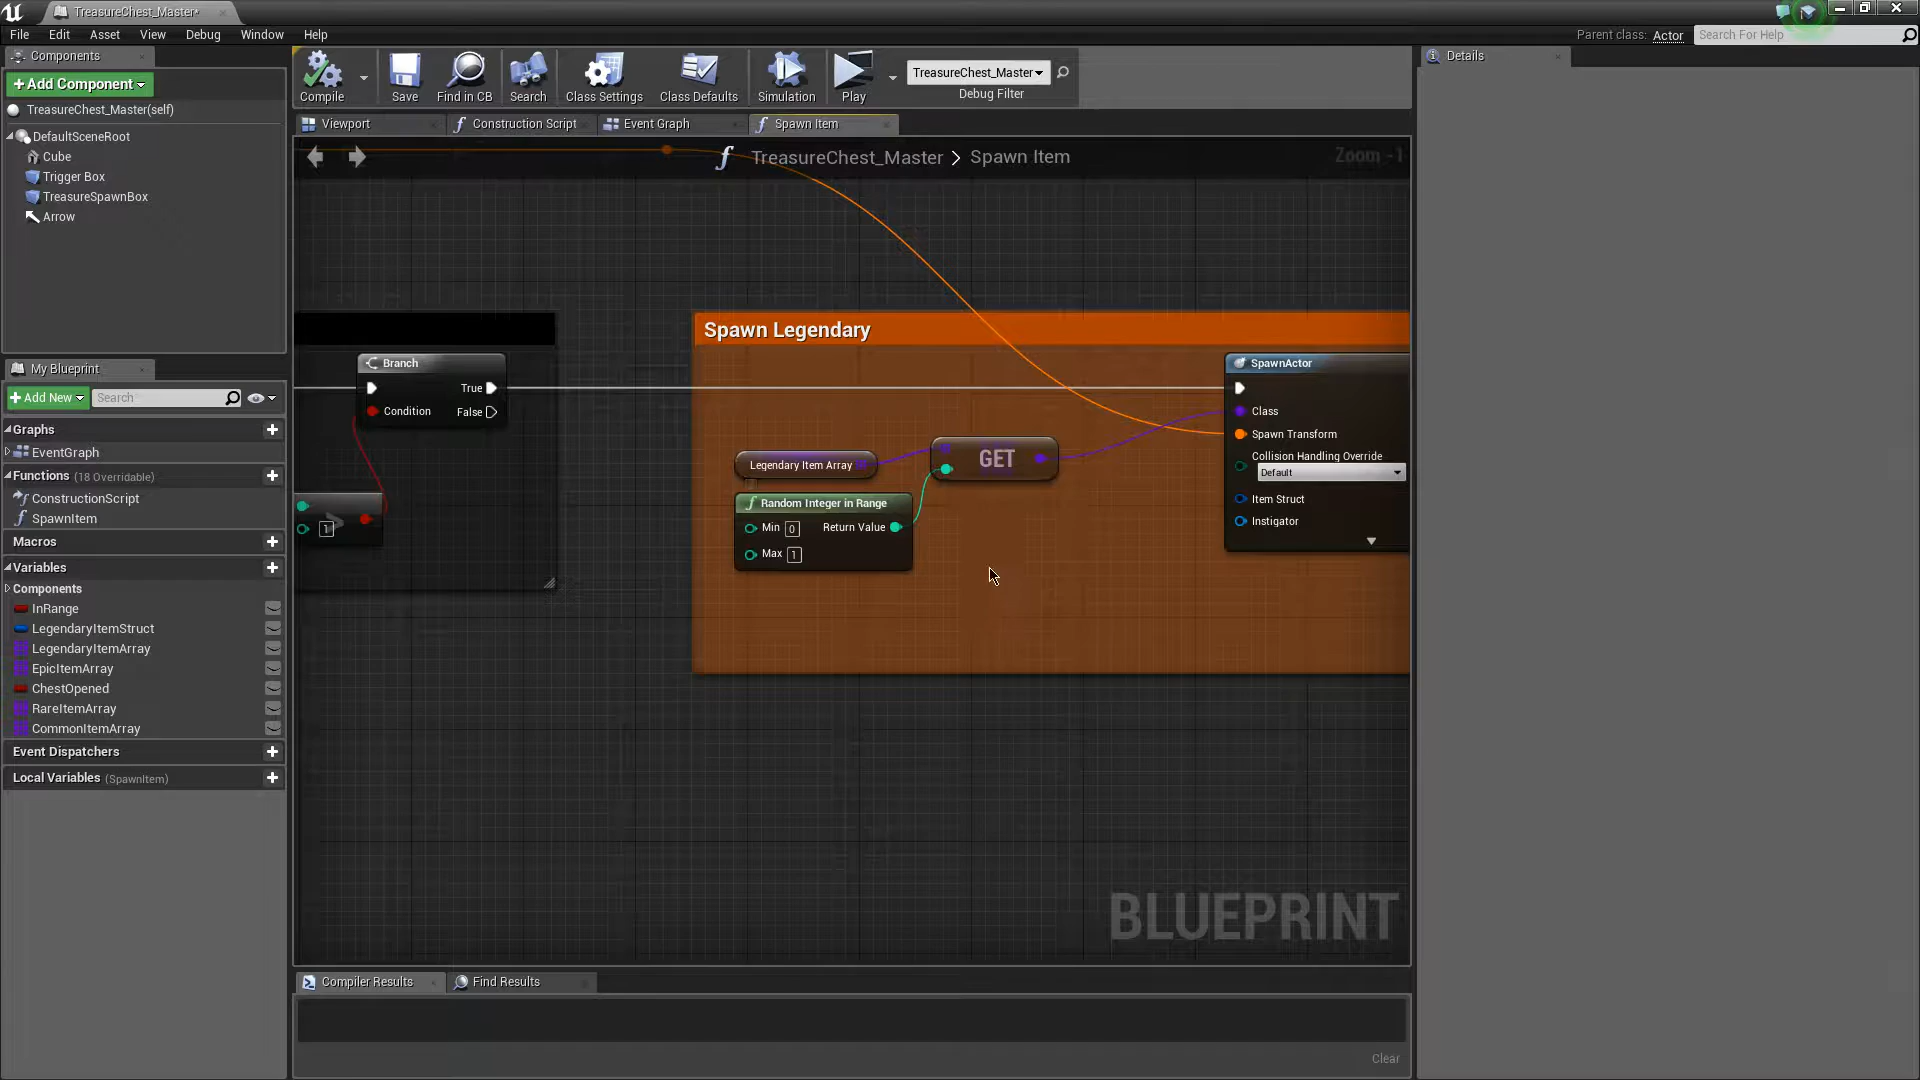 TreasureChest_Master*
File Edit Asset View Debug Window Help
Parent class: Actor
Search For Help
Components
+Add Component
TreasureChest_Master(self)
DefaultSceneRoot
Cube
Trigger Box
TreasureSpawnBox
Arrow
Compile
Save
Find in CB
Search
Class Settings
Class Defaults
Simulation
Play
TreasureChest_Master
Debug Filter
Details
Viewport
Construction Script
Event Graph
Spawn Item
TreasureChest_Master > Spawn Item
Zoom -1
Spawn Legendary
Branch
True
Condition
False
1
Legendary Item Array
GET
Random Integer in Range
Min 0
Return Value
Max 1
SpawnActor
Class
Spawn Transform
Collision Handling Override
Default
Item Struct
Instigator
BLUEPRINT
My Blueprint
+Add New
Search
Graphs
EventGraph
Functions (18 Overridable)
ConstructionScript
SpawnItem
Macros
Variables
Components
InRange
LegendaryItemStruct
LegendaryItemArray
EpicItemArray
ChestOpened
RareItemArray
CommonItemArray
Event Dispatchers
Local Variables (SpawnItem)
Compiler Results
Find Results
Clear